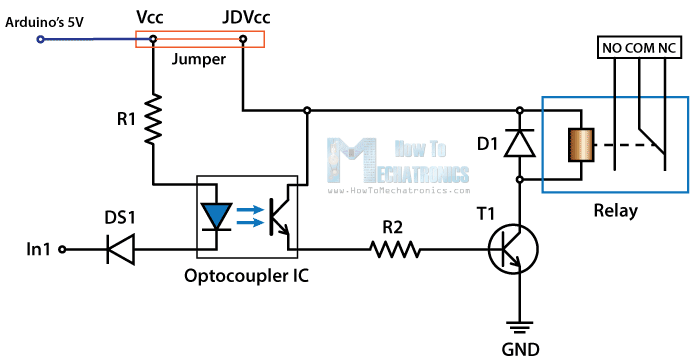 Arduino's 5V
Vcc
JDVcc
Jumper
NO COM NC
R1
D1
How To
MECHATRONICS
www.HowToMechatronics.com
Relay
DS1
T1
In1
R2
Optocoupler IC
GND